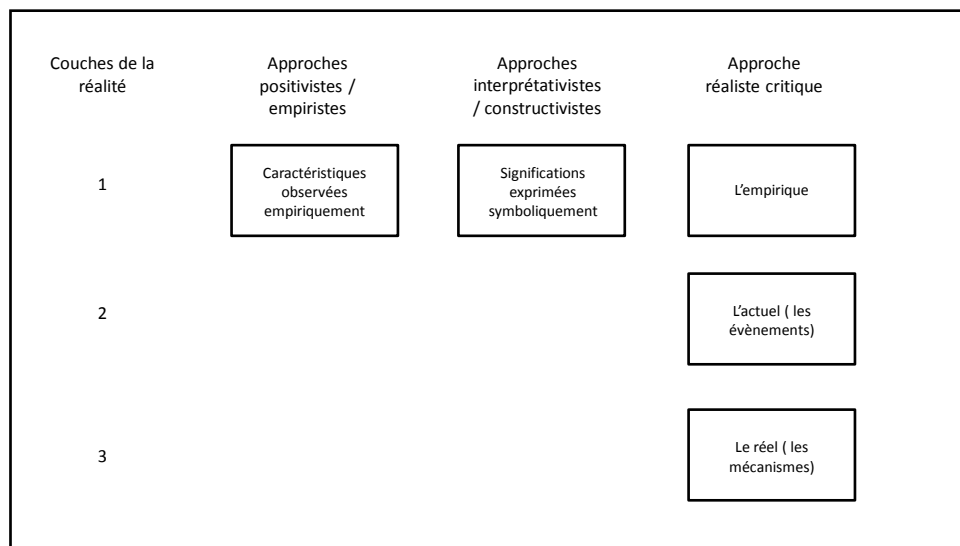 Couches de la
réalité
Approches
positivistes /
empiristes
Approches
interprétativistes
/ constructivistes
Approche
réaliste critique
1
Caractéristiques
observées
empiriquement
Significations
exprimées
symboliquement
L'empirique
2
L'actuel ( les
évènements)
3
Le réel ( les
mécanismes)